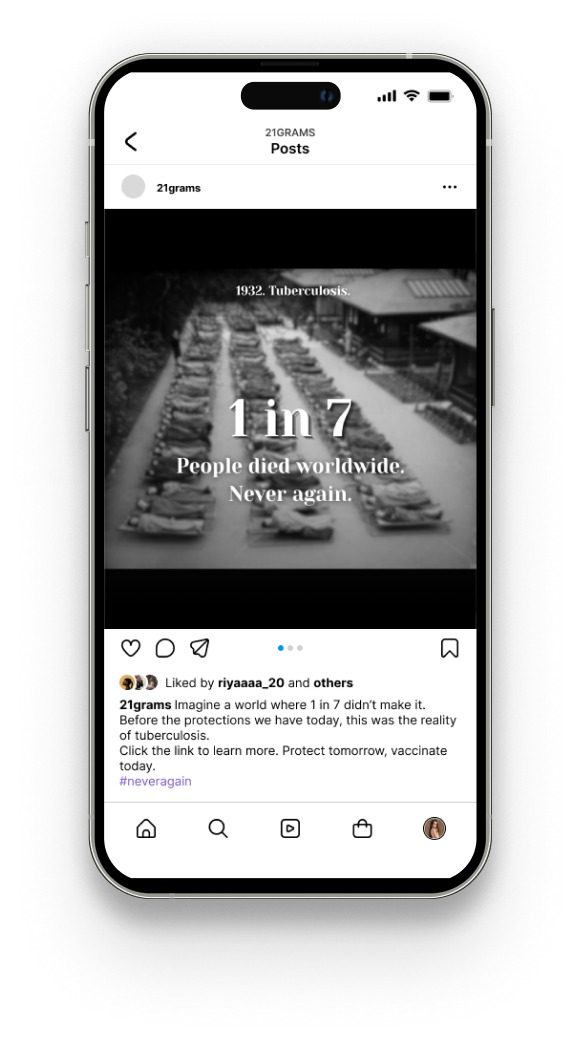 21GRAMS
Posts
21grams
1932. Tuberculosis.
1 in 7
People died worldwide.
Never again.
Liked by riyaaaa_20 and others
21grams Imagine a world where 1 in 7 didn’t make it.
Before the protections we have today, this was the reality
of tuberculosis.
Click the link to learn more. Protect tomorrow, vaccinate
today.
#neveragain